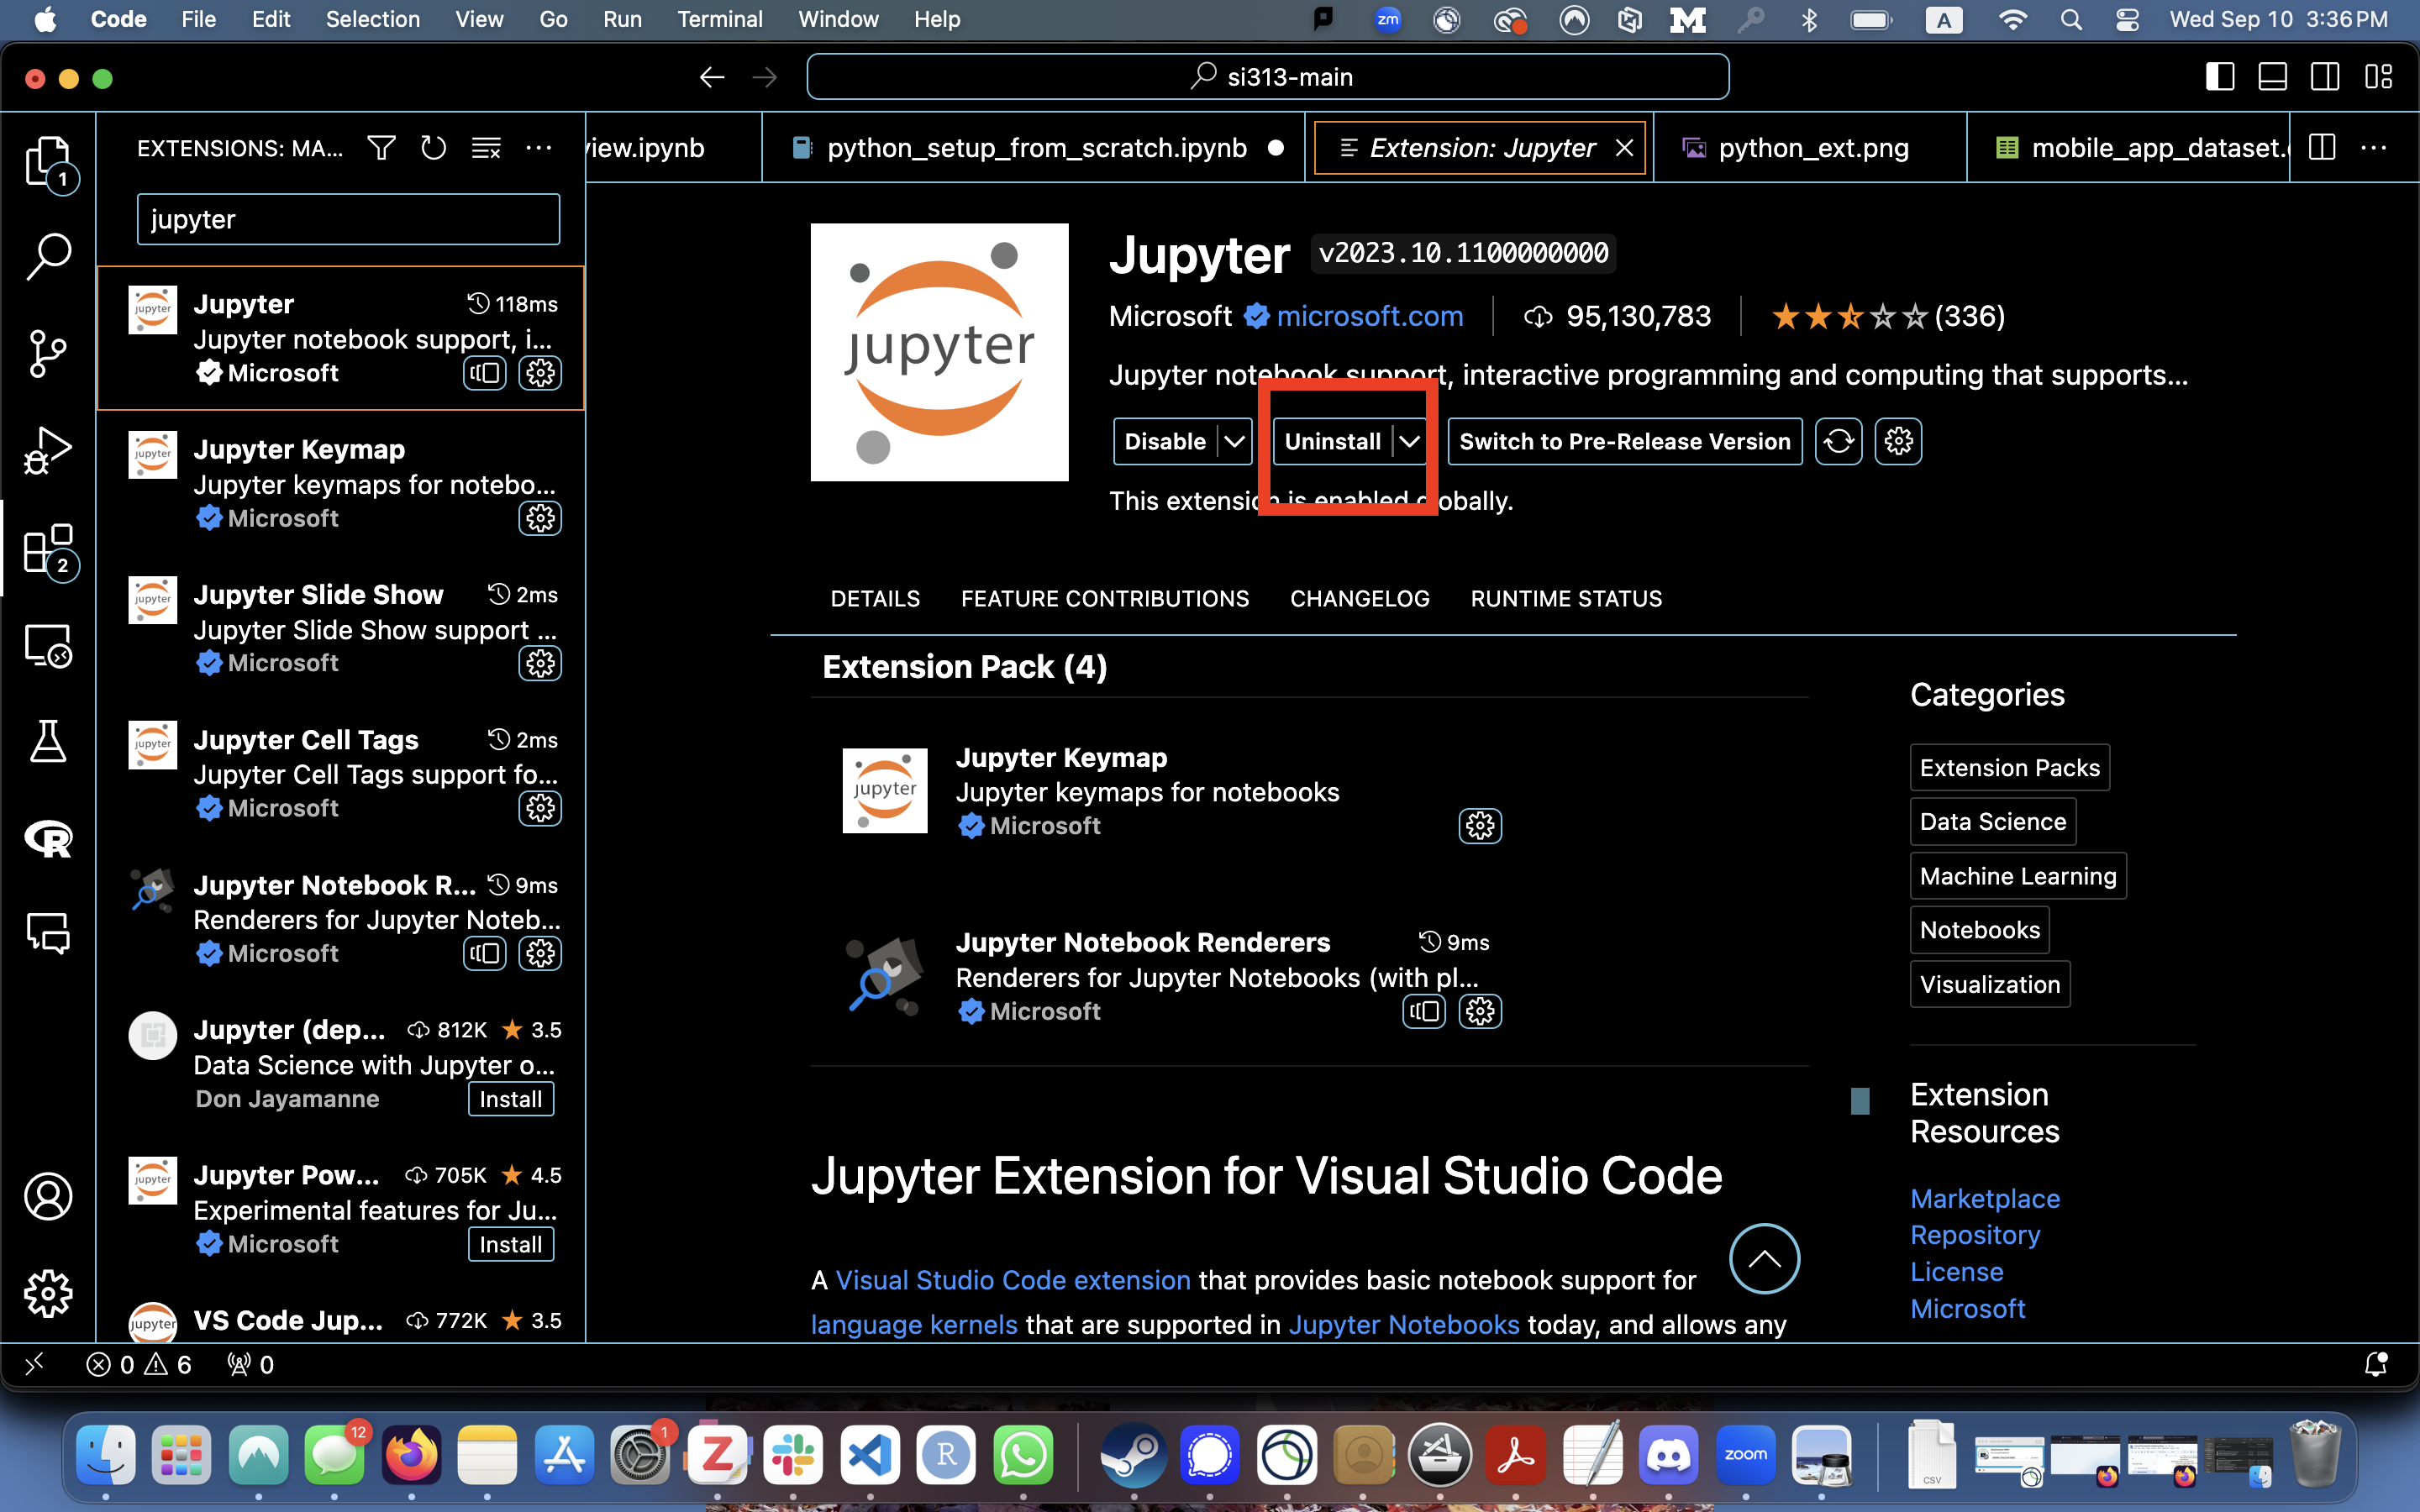 Code File Edit Selection View Go Run Terminal Window Help
zm
A
Wed Sep 10 3:36 PM
si313-main
1
2
EXTENSIONS: MA...
jupyter
jupyter
Jupyter 118ms
Jupyter notebook support, i...
Microsoft
jupyter
Jupyter Keymap
Jupyter keymaps for notebo...
Microsoft
jupyter
Jupyter Slide Show 2ms
Jupyter Slide Show support ...
Microsoft
jupyter
Jupyter Cell Tags 2ms
Jupyter Cell Tags support fo...
Microsoft
Jupyter Notebook R... 9ms
Renderers for Jupyter Noteb...
Microsoft
Jupyter (dep... 812K 3.5
Data Science with Jupyter o...
Don Jayamanne Install
jupyter
Jupyter Pow... 705K 4.5
Experimental features for Ju...
Microsoft Install
jupyter
VS Code Jup... 772K 3.5
view.ipynb python_setup_from_scratch.ipynb Extension: Jupyter python_ext.png mobile_app_dataset.
jupyter
Jupyter v2023.10.1100000000
Microsoft microsoft.com 95,130,783 (336)
Jupyter notebook support, interactive programming and computing that supports...
Disable Uninstall Switch to Pre-Release Version
This extension is enabled globally.
DETAILS FEATURE CONTRIBUTIONS CHANGELOG RUNTIME STATUS
Extension Pack (4)
jupyter
Jupyter Keymap
Jupyter keymaps for notebooks
Microsoft
Jupyter Notebook Renderers 9ms
Renderers for Jupyter Notebooks (with pl...
Microsoft
Jupyter Extension for Visual Studio Code
A Visual Studio Code extension that provides basic notebook support for
language kernels that are supported in Jupyter Notebooks today, and allows any
Categories
Extension Packs
Data Science
Machine Learning
Notebooks
Visualization
Extension
Resources
Marketplace
Repository
License
Microsoft
0 6 0
12
1
Z
R
zoom
CSV